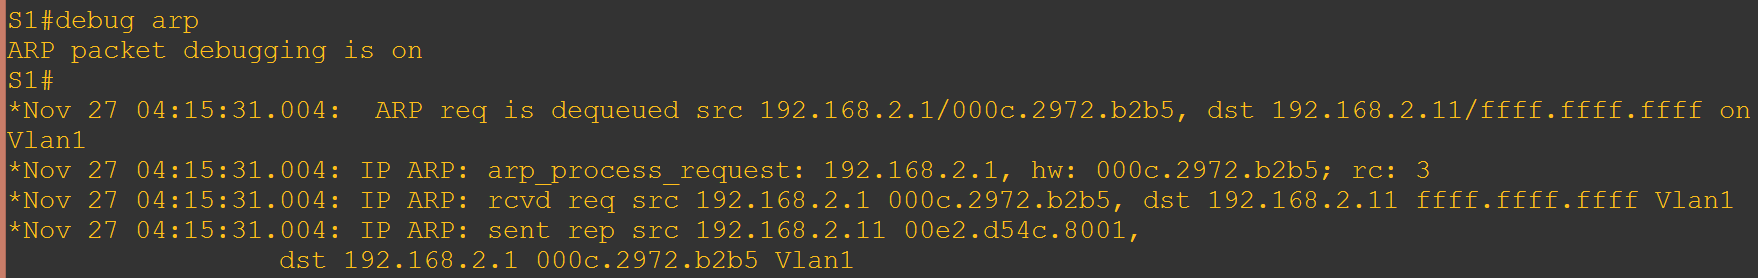 S1#debug arp
ARP packet debugging is on
S1#
*Nov 27 04:15:31.004:  ARP req is dequeued src 192.168.2.1/000c.2972.b2b5, dst 192.168.2.11/ffff.ffff.ffff on
Vlan1
*Nov 27 04:15:31.004: IP ARP: arp_process_request: 192.168.2.1, hw: 000c.2972.b2b5; rc: 3
*Nov 27 04:15:31.004: IP ARP: rcvd req src 192.168.2.1 000c.2972.b2b5, dst 192.168.2.11 ffff.ffff.ffff Vlan1
*Nov 27 04:15:31.004: IP ARP: sent rep src 192.168.2.11 00e2.d54c.8001,
                 dst 192.168.2.1 000c.2972.b2b5 Vlan1